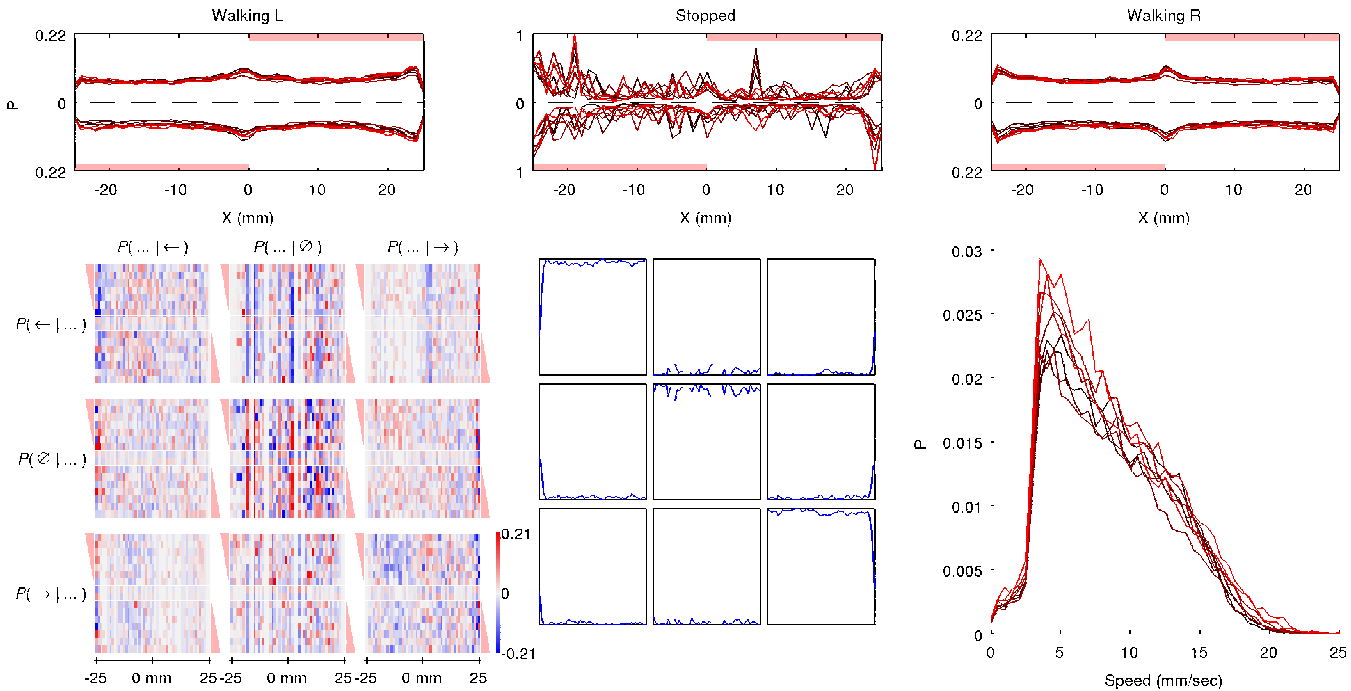 Walking L
Stopped
Walking R
0.22
0
0.22
P
-20 -10 0 10 20
X (mm)
1
0
1
-20 -10 0 10 20
X (mm)
0.22
0
0.22
-20 -10 0 10 20
X (mm)
P( ... | ← ) P( ... | ∅ ) P( ... | → )
P( ← | ... )
P( ∅ | ... )
P( → | ... )
0.21
0
-0.21
-25 0 mm 25 -25 0 mm 25 -25 0 mm 25
0.03
0.025
0.02
0.015
0.01
0.005
0
P
0 5 10 15 20 25
Speed (mm/sec)